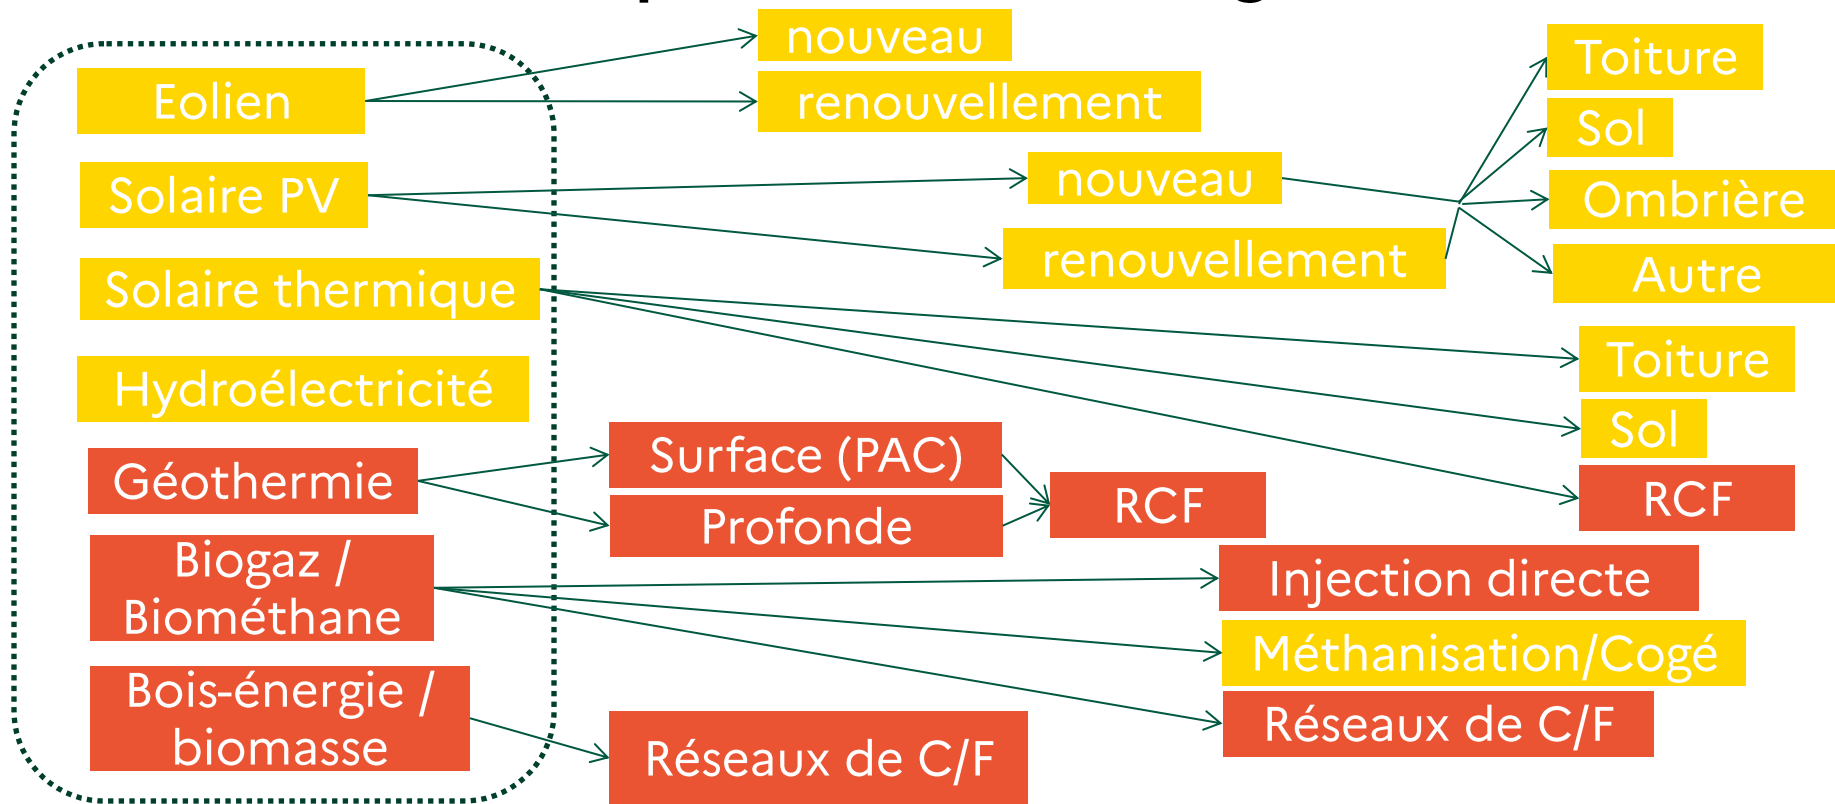 nouveau
Toiture
Eolien
renouvellement
Sol
Solaire PV
nouveau
Ombrière
renouvellement
Autre
Solaire thermique
Toiture
Hydroélectricité
Sol
Géothermie
Surface (PAC)
RCF
RCF
Profonde
Biogaz /
Biométhane
Injection directe
Méthanisation/Cogé
Bois-énergie /
biomasse
Réseaux de C/F
Réseaux de C/F